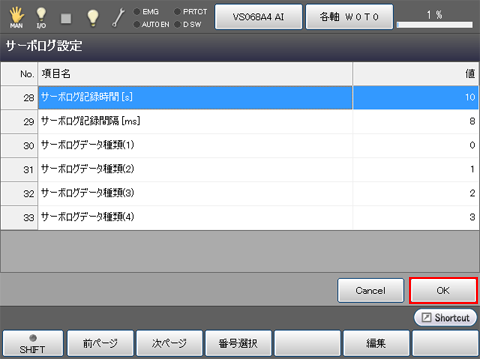 MAN I/O AUTO EN EMG PRTCT D SW VS068A4 AI 各軸 W 0 T 0 1 %
サーボログ設定
No. 項目名 値
28 サーボログ記録時間 [s] 10
29 サーボログ記録間隔 [ms] 8
30 サーボログデータ種類(1) 0
31 サーボログデータ種類(2) 1
32 サーボログデータ種類(3) 2
33 サーボログデータ種類(4) 3
Cancel OK
Shortcut
SHIFT 前ページ 次ページ 番号選択 編集